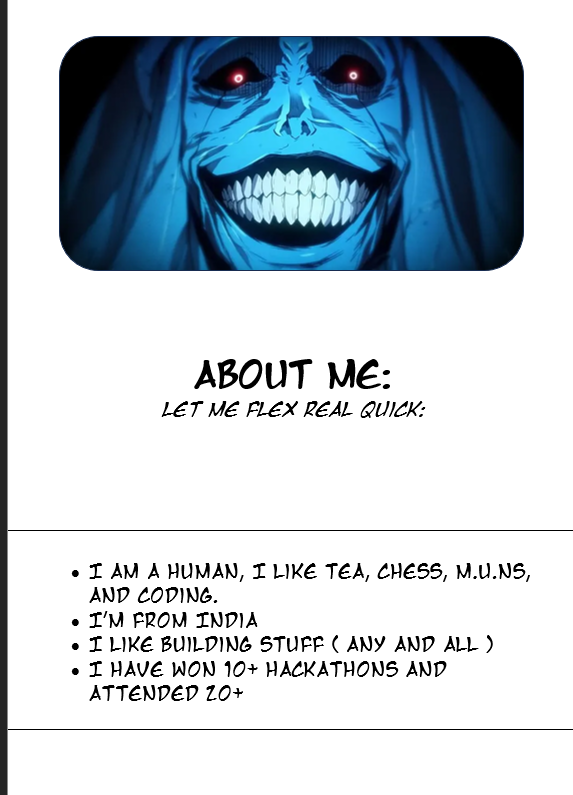 ABOUT ME:
LET ME FLEX REAL QUICK:
• I AM A HUMAN, I LIKE TEA, CHESS, M.U.NS,
AND CODING.
• I'M FROM INDIA
• I LIKE BUILDING STUFF ( ANY AND ALL )
• I HAVE WON 10+ HACKATHONS AND
ATTENDED 20+